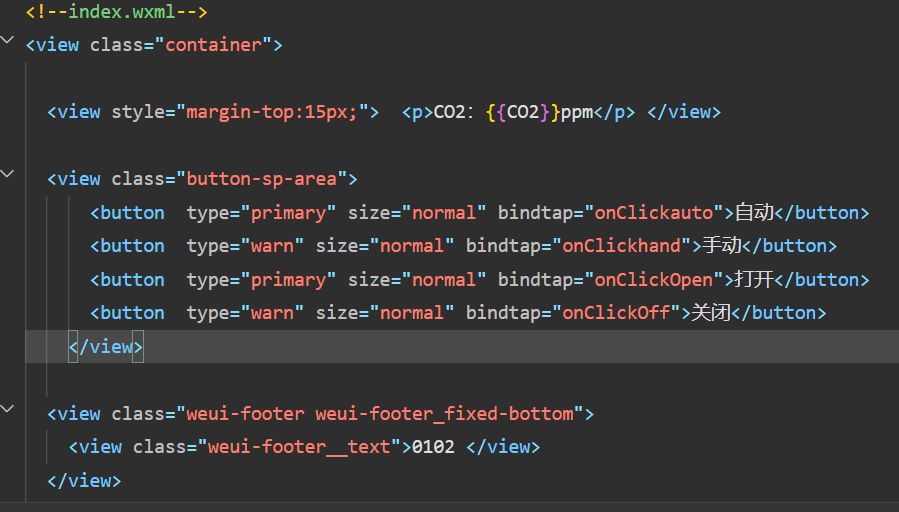 <!--index.wxml-->
<view class="container">
<view style="margin-top:15px;">  <p>CO2：{{CO2}}ppm</p> </view>
<view class="button-sp-area">
<button  type="primary" size="normal" bindtap="onClickauto">自动</button>
<button  type="warn" size="normal" bindtap="onClickhand">手动</button>
<button  type="primary" size="normal" bindtap="onClickOpen">打开</button>
<button  type="warn" size="normal" bindtap="onClickOff">关闭</button>
</view>
<view class="weui-footer weui-footer_fixed-bottom">
<view class="weui-footer__text">0102 </view>
</view>